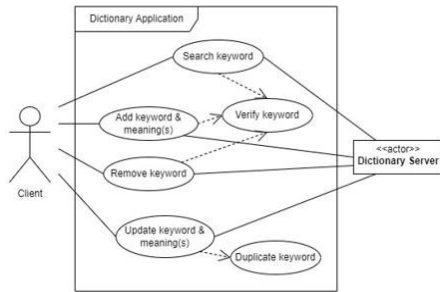 Dictionary Application
Search keyword
Add keyword &
meaning(s)
Verify keyword
<<actor>>
Dictionary Server
Remove keyword
Client
Update keyword &
meaning(s)
Duplicate keyword